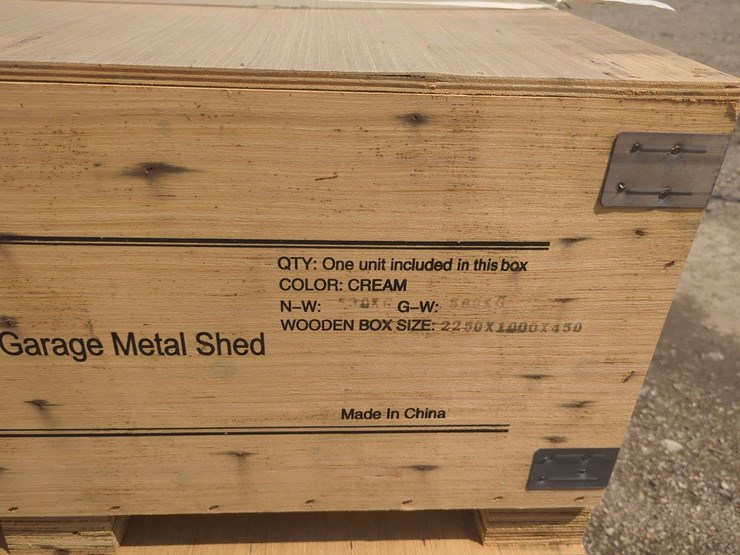 QTY: One unit included in this box
COLOR: CREAM
N-W: G-W:
WOODEN BOX SIZE: 2250X1000X450
Garage Metal Shed
Made In China